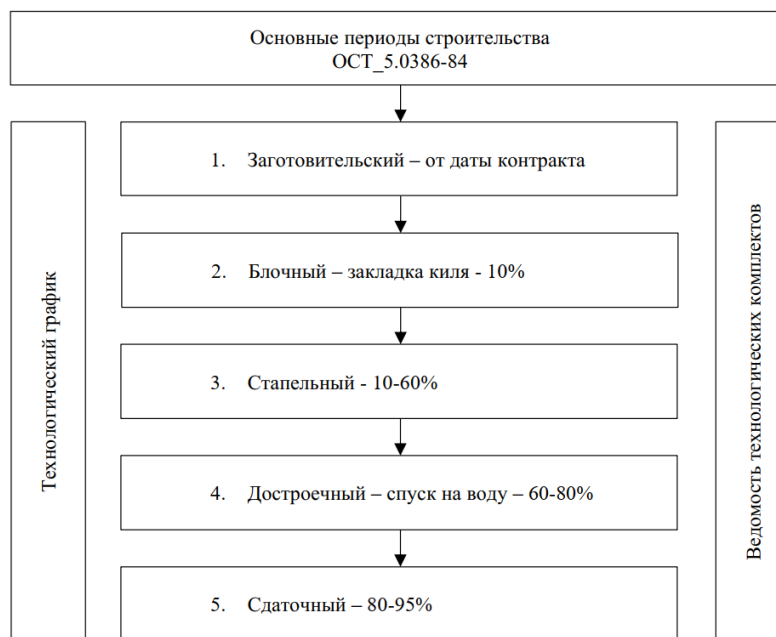 Основные периоды строительства
ОСТ_5.0386-84
Технологический график
1. Заготовительский – от даты контракта
2. Блочный – закладка киля - 10%
3. Стапельный - 10-60%
4. Достроечный – спуск на воду – 60-80%
5. Сдаточный – 80-95%
Ведомость технологических комплектов